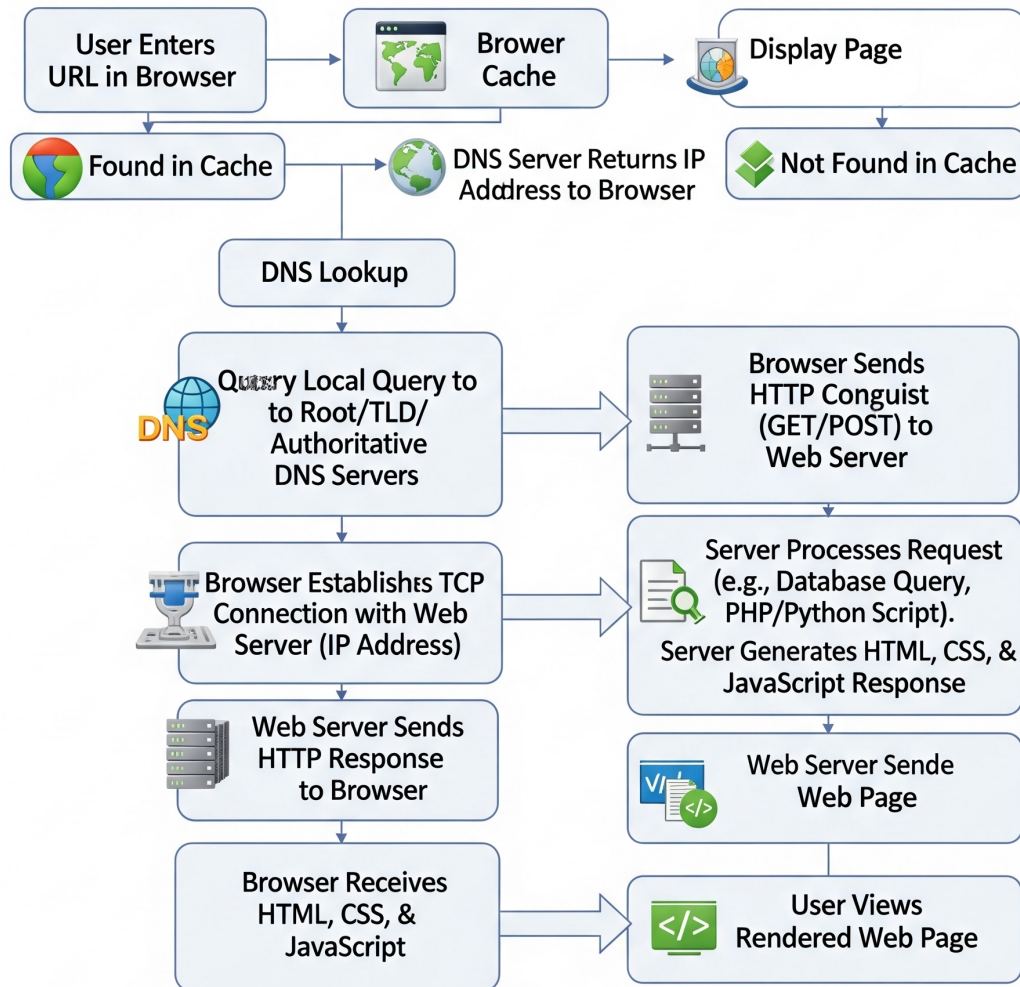 User Enters
URL in Browser
Brower
Cache
Display Page
Found in Cache
DNS Server Returns IP
Address to Browser
Not Found in Cache
DNS Lookup
Local Query to
to Root/TLD/
Authoritative
DNS Servers
DNS
Browser Sends
HTTP Conguist
(GET/POST) to
Web Server
Browser Establishts TCP
Connection with Web
Server (IP Address)
Server Processes Request
(e.g., Database Query,
PHP/Python Script).
Server Generates HTML, CSS, &
JavaScript Response
Web Server Sends
HTTP Response
to Browser
Web Server Sende
Web Page
</>
Browser Receives
HTML, CSS, &
JavaScript
</>
User Views
Rendered Web Page